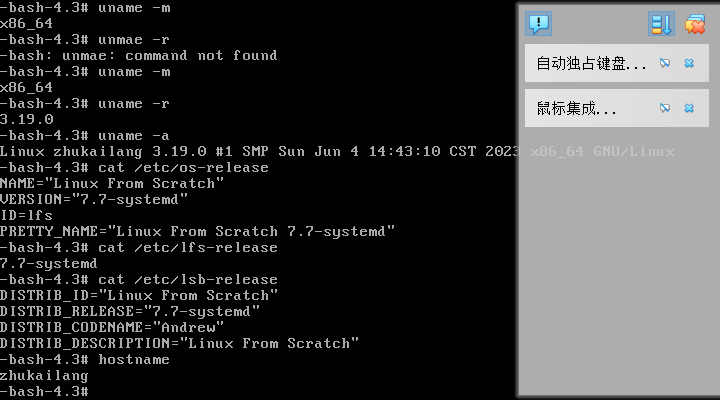 -bash-4.3# uname -m
x86_64
-bash-4.3# unmae -r
-bash: unmae: command not found
-bash-4.3# uname -m
x86_64
-bash-4.3# uname -r
3.19.0
-bash-4.3# uname -a
Linux zhukailang 3.19.0 #1 SMP Sun Jun 4 14:43:10 CST 2023 x86_64 GNU/Linux
-bash-4.3# cat /etc/os-release
NAME="Linux From Scratch"
VERSION="7.7-systemd"
ID=lfs
PRETTY_NAME="Linux From Scratch 7.7-systemd"
-bash-4.3# cat /etc/lfs-release
7.7-systemd
-bash-4.3# cat /etc/lsb-release
DISTRIB_ID="Linux From Scratch"
DISTRIB_RELEASE="7.7-systemd"
DISTRIB_CODENAME="Andrew"
DISTRIB_DESCRIPTION="Linux From Scratch"
-bash-4.3# hostname
zhukailang
-bash-4.3#
自动独占键盘...
鼠标集成...